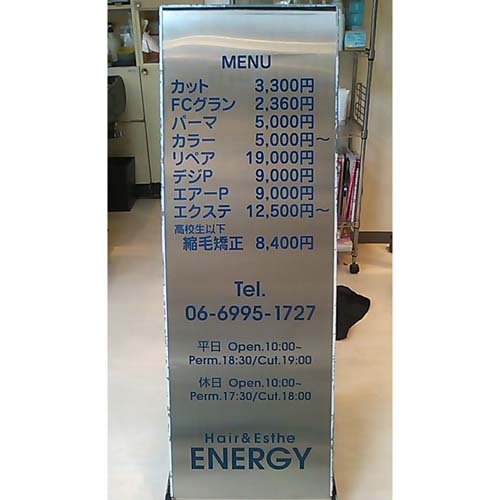 MENU
カット 3,300円
FCグラン 2,360円
パーマ 5,000円
カラー 5,000円～
リペア 19,000円
デジP 9,000円
エアーP 9,000円
エクステ 12,500円～
高校生以下
縮毛矯正 8,400円
Tel.
06-6995-1727
平日 Open.10:00~
Perm.18:30/Cut.19:00
休日 Open.10:00~
Perm.17:30/Cut.18:00
Hair&Esthe
ENERGY